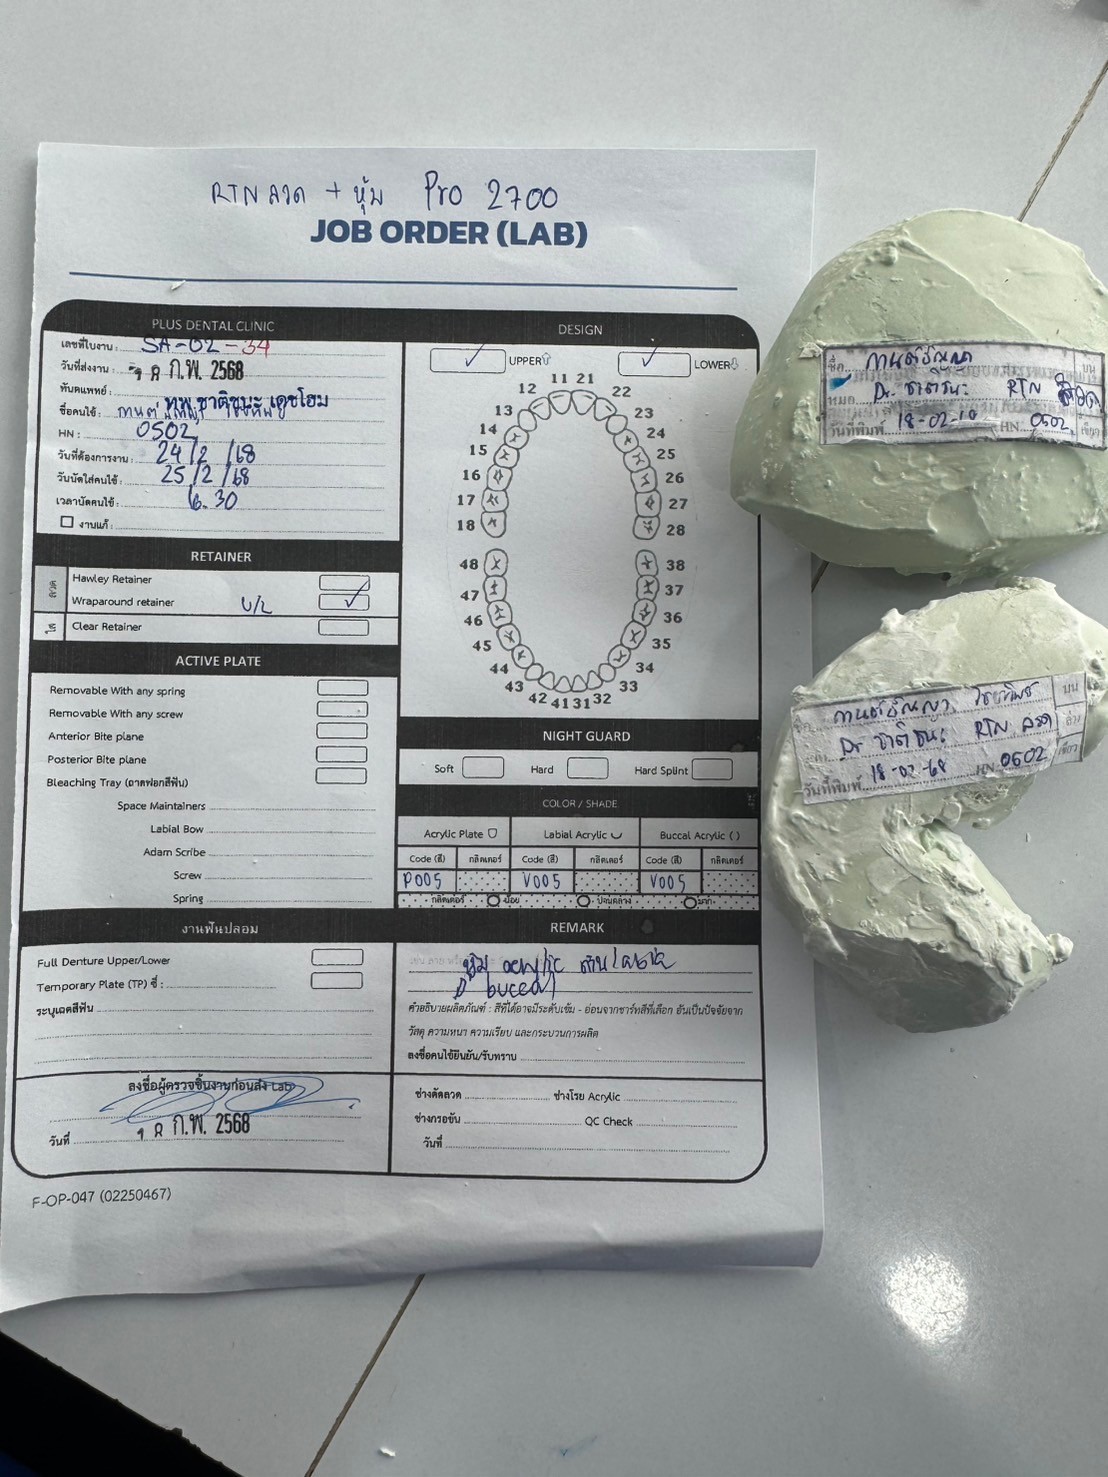 RTN ลวด + หุ้ม Pro 2700
JOB ORDER (LAB)
PLUS DENTAL CLINIC
เลขที่ใบงาน : SA-02-34
วันที่ส่งงาน : 18 ก.พ. 2568
ทันตแพทย์ : ทพ.ชาติชนะ เดชโฮม
ชื่อคนไข้ :
HN : 0502
วันที่ต้องการงาน : 24/2/68
วันนัดใส่คนไข้ : 25/2/68
เวลานัดคนไข้ : 6.30
งานแก้ :
RETAINER
ลวด
Hawley Retainer
Wraparound retainer U/L ✓
ใส
Clear Retainer
ACTIVE PLATE
Removable With any spring
Removable With any screw
Anterior Bite plane
Posterior Bite plane
Bleaching Tray (ถาดฟอกสีฟัน)
Space Maintainers
Labial Bow
Adam Scribe
Screw
Spring
งานฟันปลอม
Full Denture Upper/Lower
Temporary Plate (TP) ซี่ :
ระบุเฉดสีฟัน
ลงชื่อผู้ตรวจชิ้นงานก่อนส่ง Lab
วันที่ 18 ก.พ. 2568
F-OP-047 (02250467)
DESIGN
✓ UPPER ✓ LOWER
11 21
12 22
13 23
14 24
15 25
16 26
17 27
18 28
48 38
47 37
46 36
45 35
44 34
43 33
42 41 31 32
NIGHT GUARD
Soft Hard Hard Splint
COLOR / SHADE
Acrylic Plate Labial Acrylic Buccal Acrylic ( )
Code (สี) กลิตเตอร์ Code (สี) กลิตเตอร์ Code (สี) กลิตเตอร์
P005 V005 V005
กลิตเตอร์ น้อย ปานกลาง มาก
REMARK
หุ้ม acrylic ด้าน labia
buccal
คำอธิบายผลิตภัณฑ์ : สีที่ได้อาจมีระดับเข้ม - อ่อนจากชาร์ทสีที่เลือก อันเป็นปัจจัยจาก
วัสดุ ความหนา ความเรียบ และกระบวนการผลิต
ลงชื่อคนไข้ยืนยัน/รับทราบ
ช่างดัดลวด ช่างโรย Acrylic
ช่างกรอขัน QC Check
วันที่
ชื่อ กานต์ธัญญา บน
หมอ Dr. ชาติชนะ RTN ลวด
วันที่พิมพ์ 18-02-68 HN 0502 เขียว
กานต์ธัญญา บน
Dr ชาติชนะ RTN ลวด ล่าง
วันที่พิมพ์ 18-02-68 HN 0502 เขียว